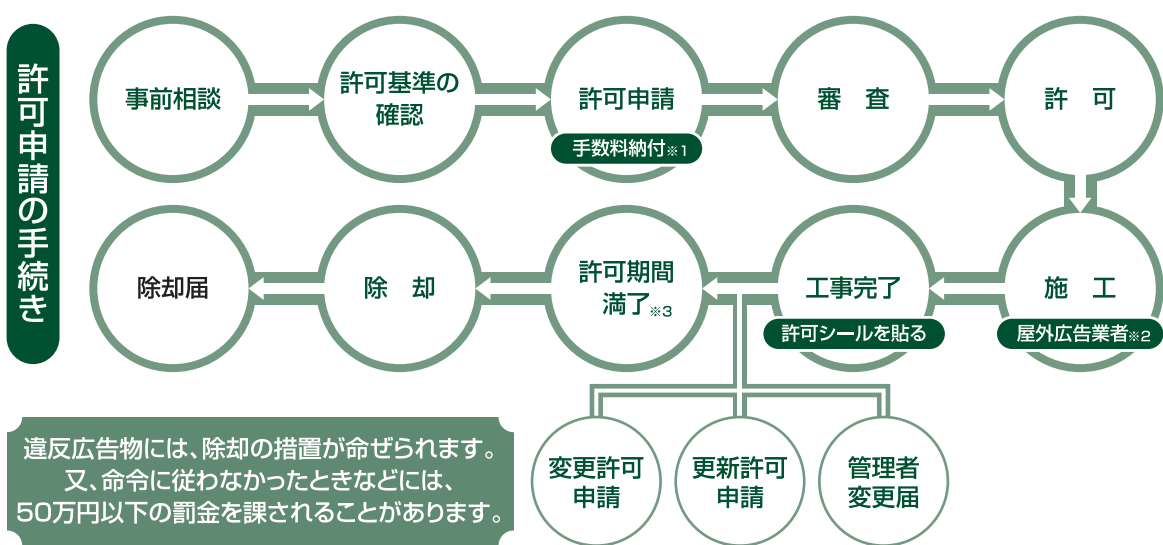 許可申請の手続き
事前相談
許可基準の
確認
許可申請
手数料納付※1
審　査
許　可
施　工
屋外広告業者※2
工事完了
許可シールを貼る
許可期間
満了※3
除　却
除却届
変更許可
申請
更新許可
申請
管理者
変更届
違反広告物には、除却の措置が命ぜられます。
又、命令に従わなかったときなどには、
50万円以下の罰金を課されることがあります。